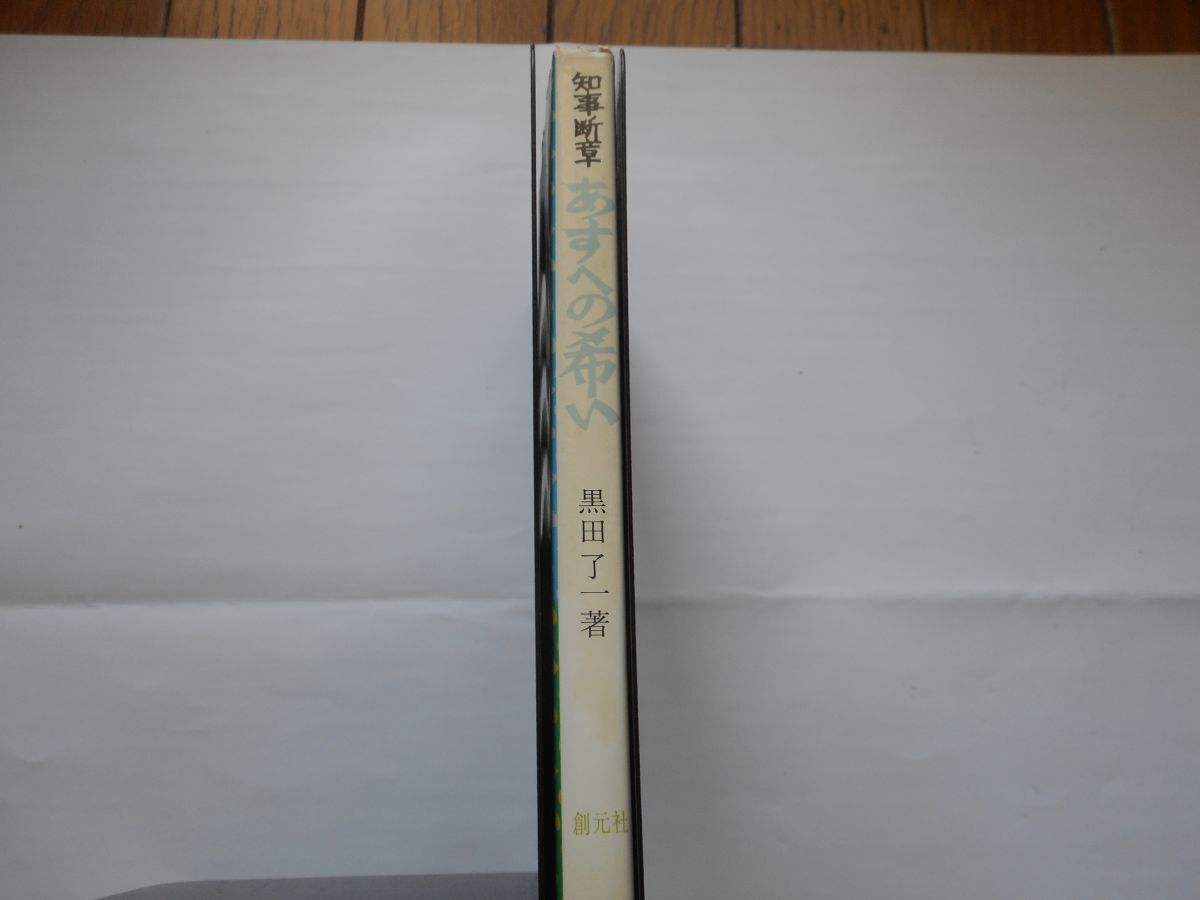 知事断章
あすへの希い
黒田了一著
創元社